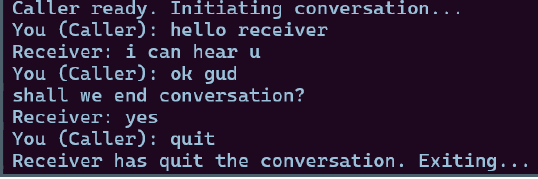 Caller ready. Initiating conversation...
You (Caller): hello receiver
Receiver: i can hear u
You (Caller): ok gud
shall we end conversation?
Receiver: yes
You (Caller): quit
Receiver has quit the conversation. Exiting...